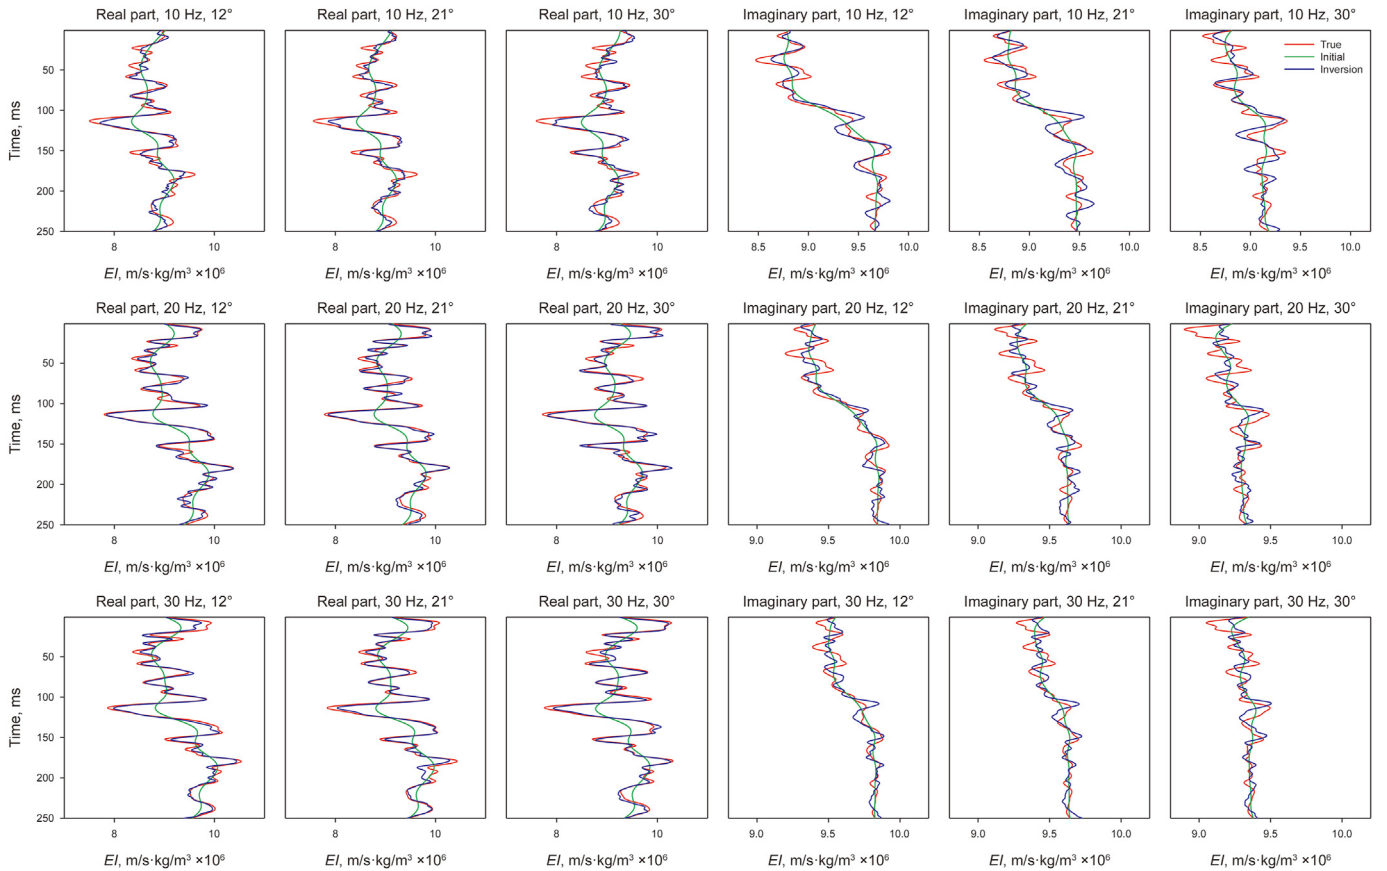 Real part, 10 Hz, 12° Real part, 10 Hz, 21° Real part, 10 Hz, 30° Imaginary part, 10 Hz, 12° Imaginary part, 10 Hz, 21° Imaginary part, 10 Hz, 30°
True
Initial
Inversion
50
100
150
200
250
Time, ms
8 10 8 10 8 10 8.5 9.0 9.5 10.0 8.5 9.0 9.5 10.0 8.5 9.0 9.5 10.0
EI, m/s·kg/m³ ×10⁶ EI, m/s·kg/m³ ×10⁶ EI, m/s·kg/m³ ×10⁶ EI, m/s·kg/m³ ×10⁶ EI, m/s·kg/m³ ×10⁶ EI, m/s·kg/m³ ×10⁶
Real part, 20 Hz, 12° Real part, 20 Hz, 21° Real part, 20 Hz, 30° Imaginary part, 20 Hz, 12° Imaginary part, 20 Hz, 21° Imaginary part, 20 Hz, 30°
50
100
150
200
250
Time, ms
8 10 8 10 8 10 9.0 9.5 10.0 9.0 9.5 10.0 9.0 9.5 10.0
EI, m/s·kg/m³ ×10⁶ EI, m/s·kg/m³ ×10⁶ EI, m/s·kg/m³ ×10⁶ EI, m/s·kg/m³ ×10⁶ EI, m/s·kg/m³ ×10⁶ EI, m/s·kg/m³ ×10⁶
Real part, 30 Hz, 12° Real part, 30 Hz, 21° Real part, 30 Hz, 30° Imaginary part, 30 Hz, 12° Imaginary part, 30 Hz, 21° Imaginary part, 30 Hz, 30°
50
100
150
200
250
Time, ms
8 10 8 10 8 10 9.0 9.5 10.0 9.0 9.5 10.0 9.0 9.5 10.0
EI, m/s·kg/m³ ×10⁶ EI, m/s·kg/m³ ×10⁶ EI, m/s·kg/m³ ×10⁶ EI, m/s·kg/m³ ×10⁶ EI, m/s·kg/m³ ×10⁶ EI, m/s·kg/m³ ×10⁶